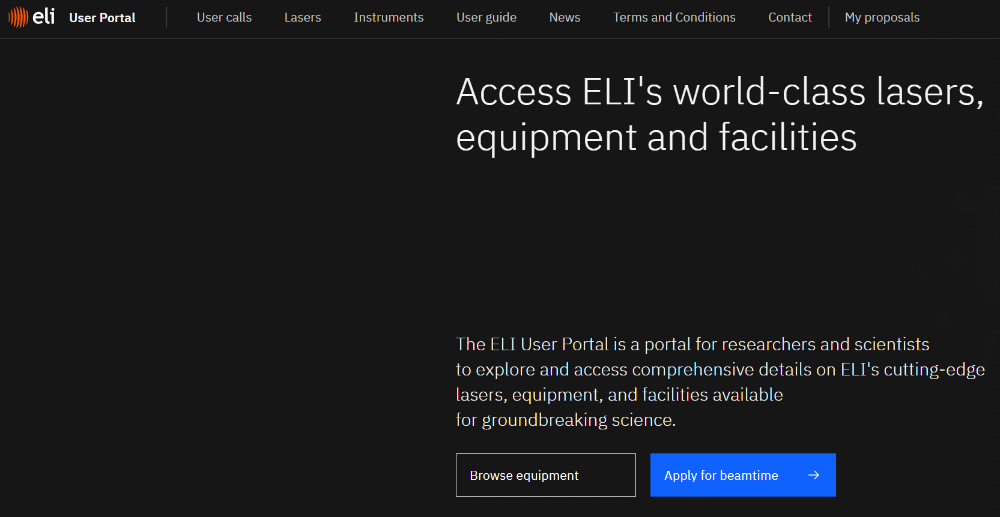 eli User Portal User calls Lasers Instruments User guide News Terms and Conditions Contact My proposals
Access ELI's world-class lasers,
equipment and facilities
The ELI User Portal is a portal for researchers and scientists
to explore and access comprehensive details on ELI's cutting-edge
lasers, equipment, and facilities available
for groundbreaking science.
Browse equipment Apply for beamtime →